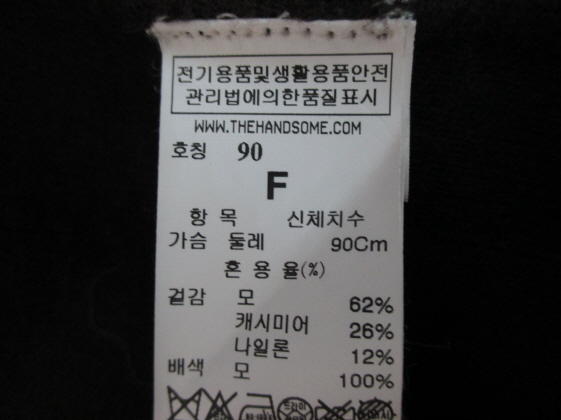 전기용품및생활용품안전
관리법에의한품질표시
WWW.THEHANDSOME.COM
호칭 90
F
항 목 신체치수
가슴 둘레 90Cm
혼 용 율(%)
겉감 모 62%
캐시미어 26%
나일론 12%
배색 모 100%